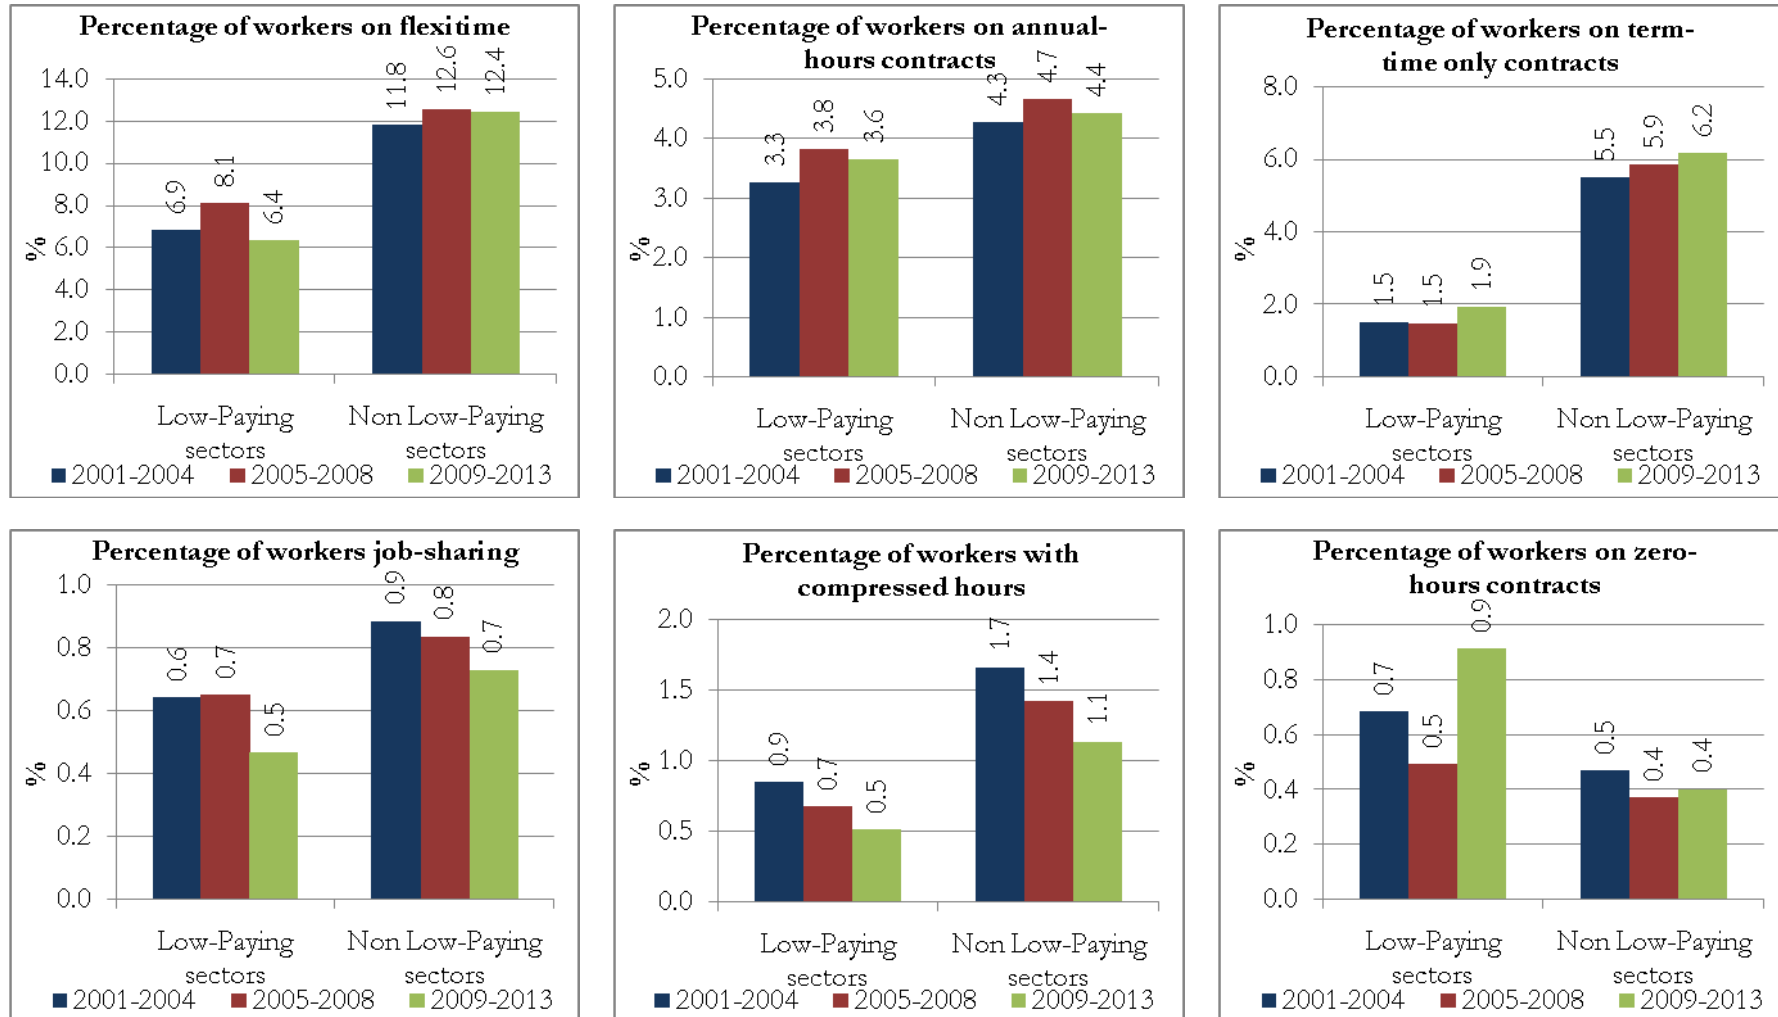 Percentage of workers on flexitime
14.0
12.0
10.0
8.0
6.0
4.0
2.0
0.0
%
6.9
8.1
6.4
11.8
12.6
12.4
Low-Paying
sectors
Non Low-Paying
sectors
2001-2004 2005-2008 2009-2013
Percentage of workers on annual-
hours contracts
5.0
4.0
3.0
2.0
1.0
0.0
%
3.3
3.8
3.6
4.3
4.7
4.4
Low-Paying
sectors
Non Low-Paying
sectors
2001-2004 2005-2008 2009-2013
Percentage of workers on term-
time only contracts
8.0
6.0
4.0
2.0
0.0
%
1.5
1.5
1.9
5.5
5.9
6.2
Low-Paying
sectors
Non Low-Paying
sectors
2001-2004 2005-2008 2009-2013
Percentage of workers job-sharing
1.0
0.8
0.6
0.4
0.2
0.0
%
0.6
0.7
0.5
0.9
0.8
0.7
Low-Paying
sectors
Non Low-Paying
sectors
2001-2004 2005-2008 2009-2013
Percentage of workers with
compressed hours
2.0
1.5
1.0
0.5
0.0
%
0.9
0.7
0.5
1.7
1.4
1.1
Low-Paying
sectors
Non Low-Paying
sectors
2001-2004 2005-2008 2009-2013
Percentage of workers on zero-
hours contracts
1.0
0.8
0.6
0.4
0.2
0.0
%
0.7
0.5
0.9
0.5
0.4
0.4
Low-Paying
sectors
Non Low-Paying
sectors
2001-2004 2005-2008 2009-2013